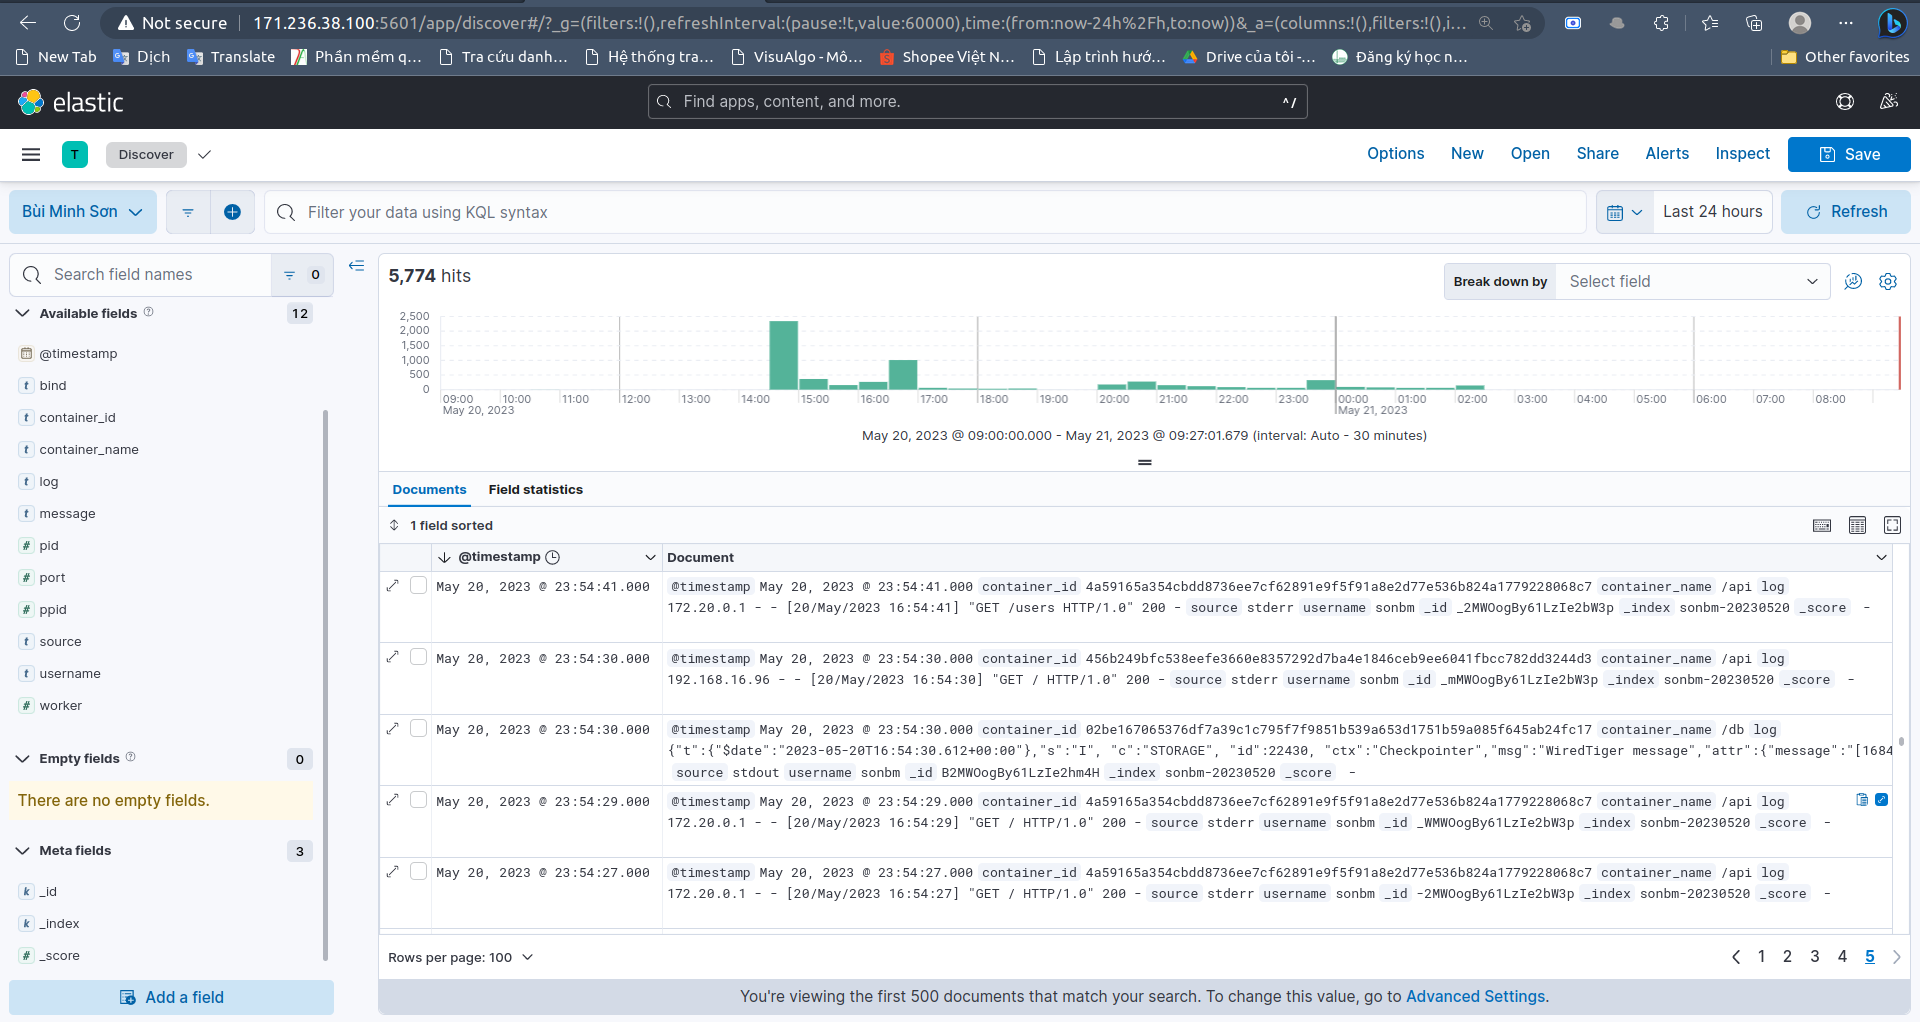 Not secure 171.236.38.100:5601/app/discover#/?_g=(filters:!(),refreshInterval:(pause:!t,value:60000),time:(from:now-24h%2Fh,to:now))&_a=(columns:!(),filters:!(),i...
New Tab Dịch Translate Phần mềm q... Tra cứu danh... Hệ thống tra... VisuAlgo - Mô... Shopee Việt N... Lập trình hướ... Drive của tôi -... Đăng ký học n... Other favorites
elastic Find apps, content, and more. ^/
T Discover Options New Open Share Alerts Inspect Save
Bùi Minh Sơn Filter your data using KQL syntax Last 24 hours Refresh
Search field names 0
Available fields 12
@timestamp
t bind
t container_id
t container_name
t log
t message
# pid
# port
# ppid
t source
t username
t worker
Empty fields 0
There are no empty fields.
Meta fields 3
k _id
k _index
# _score
Add a field
5,774 hits
Break down by Select field
2,500
2,000
1,500
1,000
500
0
09:00 10:00 11:00 12:00 13:00 14:00 15:00 16:00 17:00 18:00 19:00 20:00 21:00 22:00 23:00 00:00 01:00 02:00 03:00 04:00 05:00 06:00 07:00 08:00
May 20, 2023 May 21, 2023
May 20, 2023 @ 09:00:00.000 - May 21, 2023 @ 09:27:01.679 (interval: Auto - 30 minutes)
Documents Field statistics
1 field sorted
@timestamp Document
May 20, 2023 @ 23:54:41.000 @timestamp May 20, 2023 @ 23:54:41.000 container_id 4a59165a354cbdd8736ee7cf62891e9f5f91a8e2d77e536b824a1779228068c7 container_name /api log
172.20.0.1 - - [20/May/2023 16:54:41] "GET /users HTTP/1.0" 200 - source stderr username sonbm _id _2MWOogBy61LzIe2bW3p _index sonbm-20230520 _score -
May 20, 2023 @ 23:54:30.000 @timestamp May 20, 2023 @ 23:54:30.000 container_id 456b249bfc538eefe3660e8357292d7ba4e1846ceb9ee6041fbcc782dd3244d3 container_name /api log
192.168.16.96 - - [20/May/2023 16:54:30] "GET / HTTP/1.0" 200 - source stderr username sonbm _id _mMWOogBy61LzIe2bW3p _index sonbm-20230520 _score -
May 20, 2023 @ 23:54:30.000 @timestamp May 20, 2023 @ 23:54:30.000 container_id 02be167065376df7a39c1c795f7f9851b539a653d1751b59a085f645ab24fc17 container_name /db log
{"t":{"$date":"2023-05-20T16:54:30.612+00:00"},"s":"I", "c":"STORAGE", "id":22430, "ctx":"Checkpointer","msg":"WiredTiger message","attr":{"message":"[1684
source stdout username sonbm _id B2MWOogBy61LzIe2hm4H _index sonbm-20230520 _score -
May 20, 2023 @ 23:54:29.000 @timestamp May 20, 2023 @ 23:54:29.000 container_id 4a59165a354cbdd8736ee7cf62891e9f5f91a8e2d77e536b824a1779228068c7 container_name /api log
172.20.0.1 - - [20/May/2023 16:54:29] "GET / HTTP/1.0" 200 - source stderr username sonbm _id _WMWOogBy61LzIe2bW3p _index sonbm-20230520 _score -
May 20, 2023 @ 23:54:27.000 @timestamp May 20, 2023 @ 23:54:27.000 container_id 4a59165a354cbdd8736ee7cf62891e9f5f91a8e2d77e536b824a1779228068c7 container_name /api log
172.20.0.1 - - [20/May/2023 16:54:27] "GET / HTTP/1.0" 200 - source stderr username sonbm _id -2MWOogBy61LzIe2bW3p _index sonbm-20230520 _score -
Rows per page: 100 1 2 3 4 5
You're viewing the first 500 documents that match your search. To change this value, go to Advanced Settings.